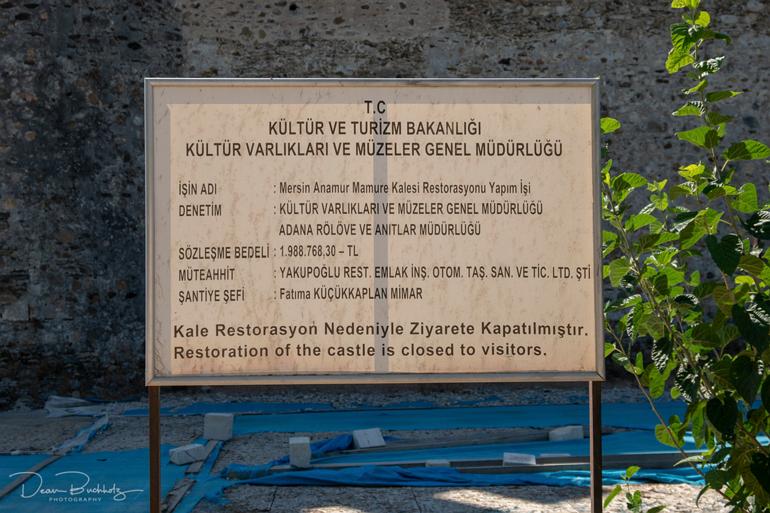 T.C
KÜLTÜR VE TURİZM BAKANLIĞI
KÜLTÜR VARLIKLARI VE MÜZELER GENEL MÜDÜRLÜĞÜ
İŞİN ADI : Mersin Anamur Mamure Kalesi Restorasyonu Yapım İşi
DENETİM : KÜLTÜR VARLIKLARI VE MÜZELER GENEL MÜDÜRLÜĞÜ
ADANA RÖLÖVE VE ANITLAR MÜDÜRLÜĞÜ
SÖZLEŞME BEDELİ : 1.988.768,30 – TL
MÜTEAHHİT : YAKUPOĞLU REST. EMLAK İNŞ. OTOM. TAŞ. SAN. VE TİC. LTD. ŞTİ
ŞANTİYE ŞEFİ : Fatıma KÜÇÜKKAPLAN MİMAR
Kale Restorasyon Nedeniyle Ziyarete Kapatılmıştır.
Restoration of the castle is closed to visitors.
Dean Buchholz
PHOTOGRAPHY